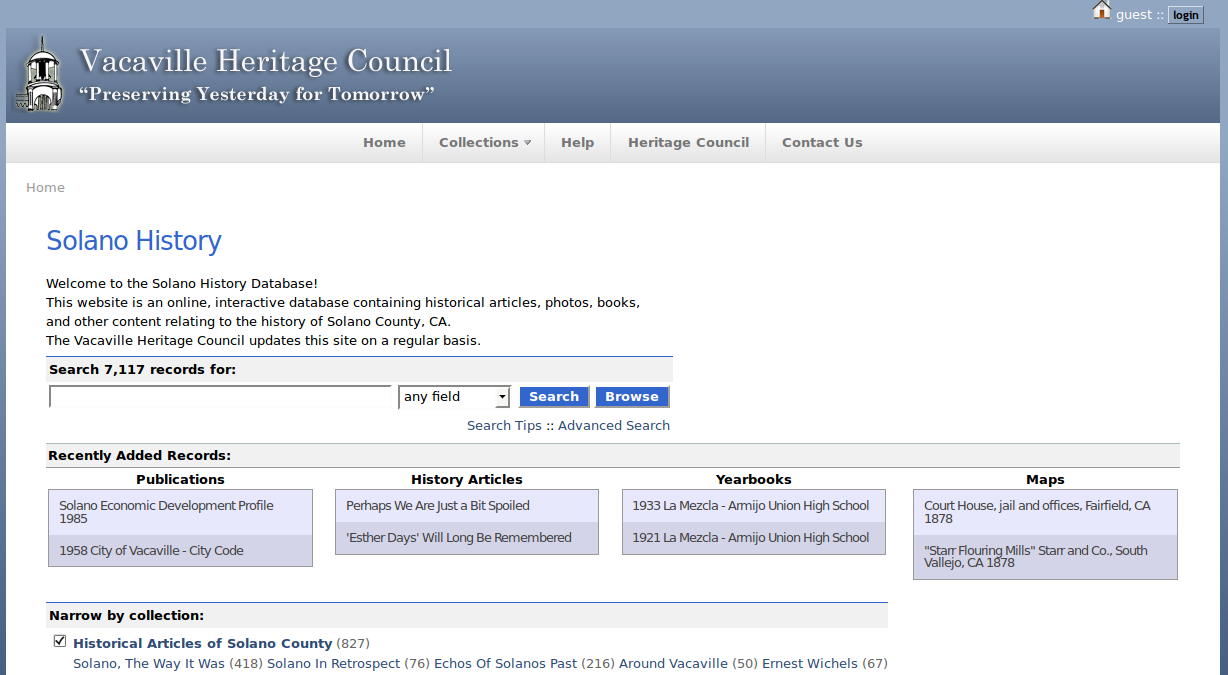 guest :: login
Vacaville Heritage Council
“Preserving Yesterday for Tomorrow”
Home Collections Help Heritage Council Contact Us
Home
Solano History
Welcome to the Solano History Database!
This website is an online, interactive database containing historical articles, photos, books,
and other content relating to the history of Solano County, CA.
The Vacaville Heritage Council updates this site on a regular basis.
Search 7,117 records for:
any field Search Browse
Search Tips :: Advanced Search
Recently Added Records:
Publications
Solano Economic Development Profile
1985
1958 City of Vacaville - City Code
History Articles
Perhaps We Are Just a Bit Spoiled
'Esther Days' Will Long Be Remembered
Yearbooks
1933 La Mezcla - Armijo Union High School
1921 La Mezcla - Armijo Union High School
Maps
Court House, jail and offices, Fairfield, CA
1878
"Starr Flouring Mills" Starr and Co., South
Vallejo, CA 1878
Narrow by collection:
Historical Articles of Solano County (827)
Solano, The Way It Was (418) Solano In Retrospect (76) Echos Of Solanos Past (216) Around Vacaville (50) Ernest Wichels (67)